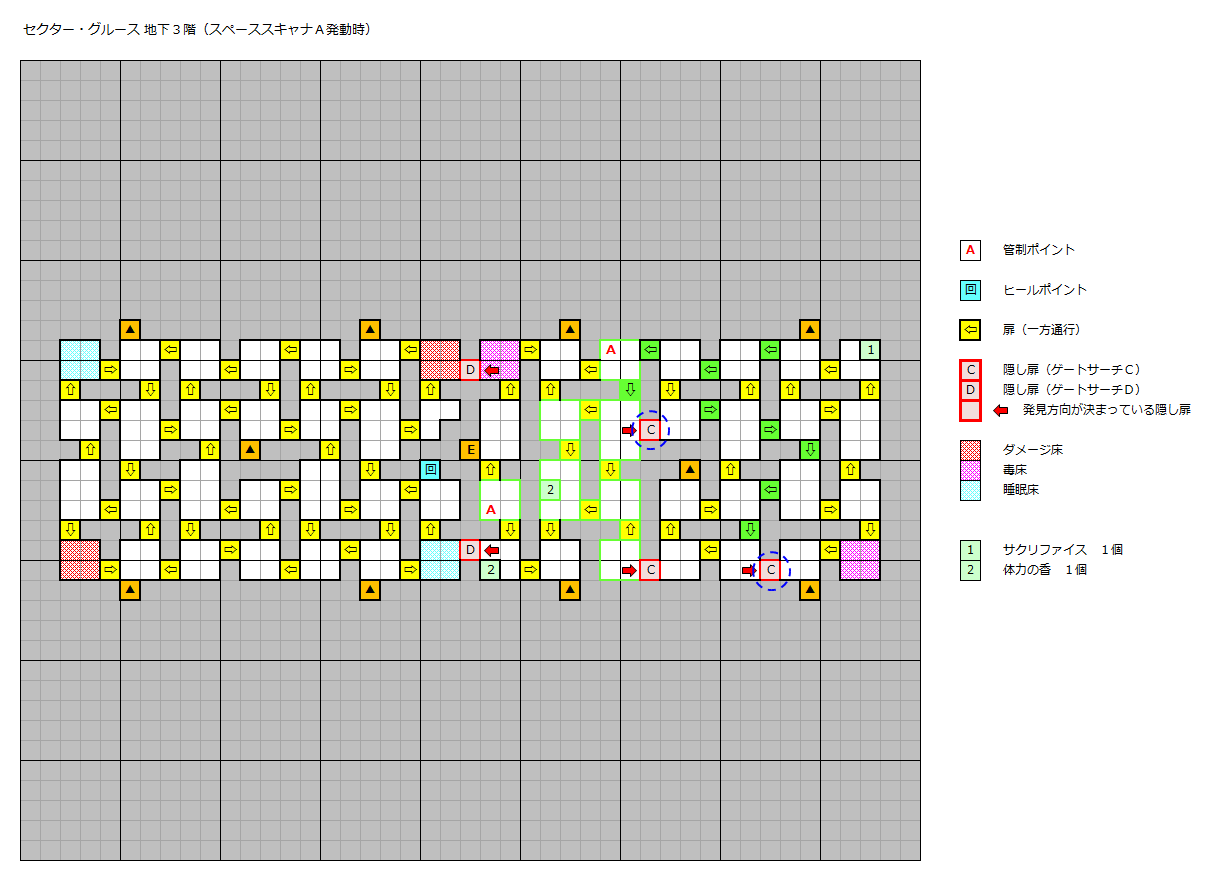 セクター・グルース 地下３階（スペーススキャナＡ発動時）
▲ ▲ ▲ ▲
A 1
D
C
▲ E
回 ▲
2
A
D
2 C C
▲ ▲ ▲ ▲
A 管制ポイント
回 ヒールポイント
扉（一方通行）
C 隠し扉（ゲートサーチＣ）
D 隠し扉（ゲートサーチＤ）
発見方向が決まっている隠し扉
ダメージ床
毒床
睡眠床
1 サクリファイス　１個
2 体力の香　１個